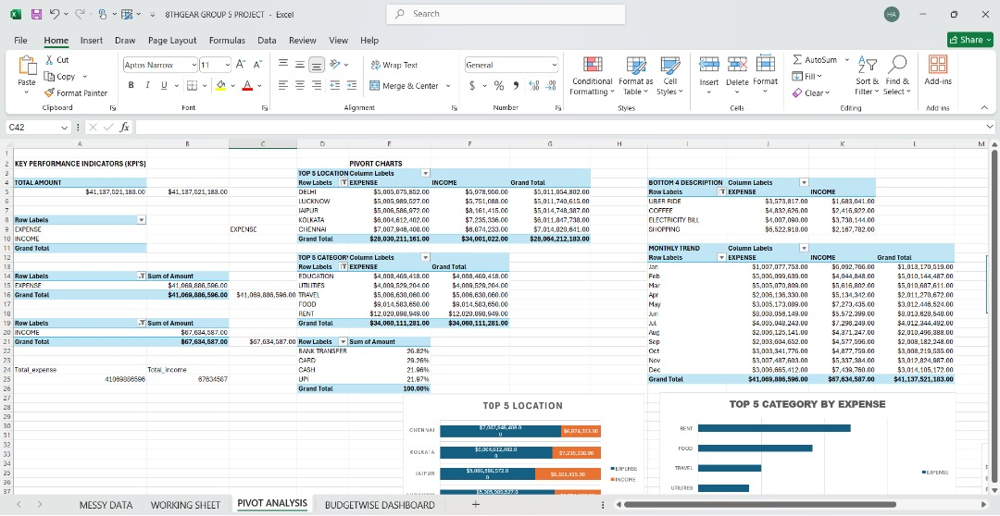 8THGEAR GROUP 5 PROJECT - Excel
Search
HA
File Home Insert Draw Page Layout Formulas Data Review View Help
Share
Paste
Cut
Copy
Format Painter
Clipboard
Aptos Narrow 11
B I U
Font
Wrap Text
Merge & Center
Alignment
General
$ % 9
Number
Conditional Formatting
Format as Table
Cell Styles
Styles
Insert Delete Format
Cells
AutoSum
Fill
Clear
Sort & Filter
Find & Select
Editing
Add-ins
Add-ins
C42
fx
A B C D E F G H I J K L M
KEY PERFORMANCE INDICATORS (KPI'S)
TOTAL AMOUNT
$41,137,521,183.00 $41,137,521,183.00
Row Labels
EXPENSE EXPENSE
INCOME
Grand Total
Row Labels Sum of Amount
EXPENSE $41,069,886,596.00
Grand Total $41,069,886,596.00 $41,069,886,596.00
Row Labels Sum of Amount
INCOME $67,634,587.00
Grand Total $67,634,587.00 $67,634,587.00
Total_expense Total_income
41069886596 67634587
PIVORT CHARTS
TOP 5 LOCATION Column Labels
Row Labels EXPENSE INCOME Grand Total
DELHI $5,005,075,852.00 $5,978,950.00 $5,011,054,802.00
LUCKNOW $5,005,989,527.00 $5,751,088.00 $5,011,740,615.00
JAIPUR $5,006,586,972.00 $8,161,415.00 $5,014,748,387.00
KOLKATA $6,004,612,402.00 $7,235,336.00 $6,011,847,738.00
CHENNAI $7,007,946,408.00 $6,874,233.00 $7,014,820,641.00
Grand Total $28,030,211,161.00 $34,001,022.00 $28,064,212,183.00
TOP 5 CATEGORY Column Labels
Row Labels EXPENSE Grand Total
EDUCATION $4,008,469,418.00 $4,008,469,418.00
UTILITIES $4,009,529,204.00 $4,009,529,204.00
TRAVEL $5,006,630,060.00 $5,006,630,060.00
FOOD $9,014,583,650.00 $9,014,583,650.00
RENT $12,020,898,949.00 $12,020,898,949.00
Grand Total $34,060,111,281.00 $34,060,111,281.00
Row Labels Sum of Amount
BANK TRANSFER 26.82%
CARD 29.26%
CASH 21.96%
UPI 21.97%
Grand Total 100.00%
BOTTOM 4 DESCRIPTION Column Labels
Row Labels EXPENSE INCOME
UBER RIDE $3,573,817.00 $1,683,041.00
COFFEE $4,832,626.00 $2,416,922.00
ELECTRICITY BILL $4,007,090.00 $3,738,144.00
SHOPPING $6,522,918.00 $2,167,782.00
MONTHLY TREND Column Labels
Row Labels EXPENSE INCOME Grand Total
Jan $1,007,077,753.00 $6,092,766.00 $1,013,170,519.00
Feb $5,006,099,639.00 $4,044,848.00 $5,010,144,487.00
Mar $5,005,070,809.00 $5,616,802.00 $5,010,687,611.00
Apr $2,006,136,330.00 $5,134,342.00 $2,011,270,672.00
May $3,005,173,089.00 $7,273,435.00 $3,012,446,524.00
Jun $8,008,056,149.00 $5,572,399.00 $8,013,628,548.00
Jul $4,005,048,243.00 $7,296,249.00 $4,012,344,492.00
Aug $2,006,125,141.00 $4,371,247.00 $2,010,496,388.00
Sep $2,003,604,652.00 $4,577,596.00 $2,008,182,248.00
Oct $3,003,341,776.00 $4,877,759.00 $3,008,219,535.00
Nov $3,007,487,603.00 $5,337,384.00 $3,012,824,987.00
Dec $3,006,665,412.00 $7,439,760.00 $3,014,105,172.00
Grand Total $41,069,886,596.00 $67,634,587.00 $41,137,521,183.00
TOP 5 LOCATION
CHENNAI $7,007,946,408.00 $6,874,233.00
KOLKATA $6,004,612,402.00 $7,235,336.00
JAIPUR $5,006,586,972.00 $8,161,415.00
EXPENSE
INCOME
TOP 5 CATEGORY BY EXPENSE
RENT
FOOD
TRAVEL
UTILITIES
EXPENSE
MESSY DATA WORKING SHEET PIVOT ANALYSIS BUDGETWISE DASHBOARD